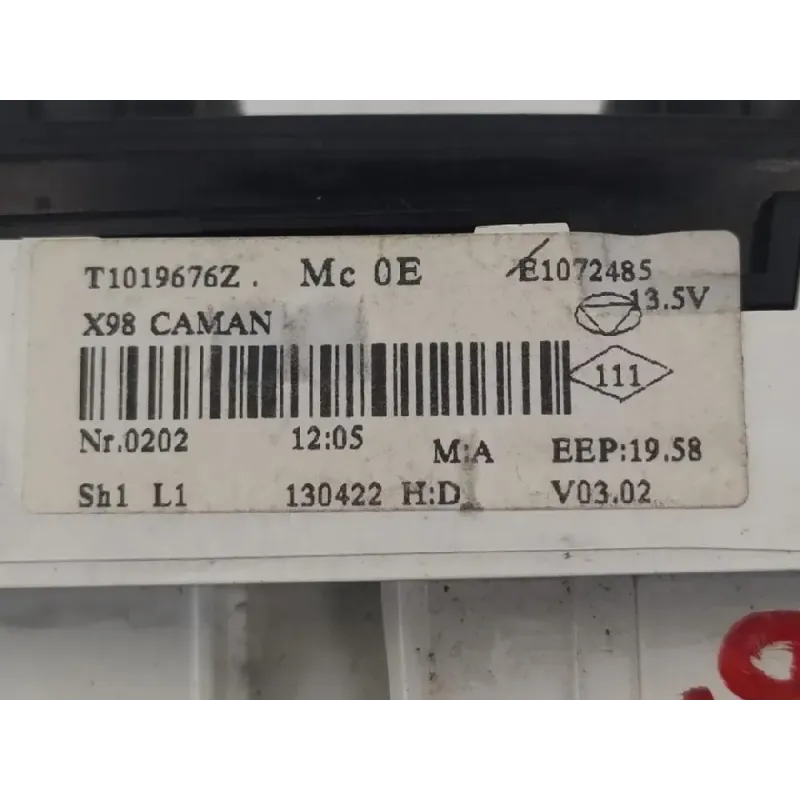 T1019676Z . Mc 0E E1072485
13.5V
X98 CAMAN
111
Nr.0202 12:05 M:A EEP:19.58
Sh1 L1 130422 H:D V03.02